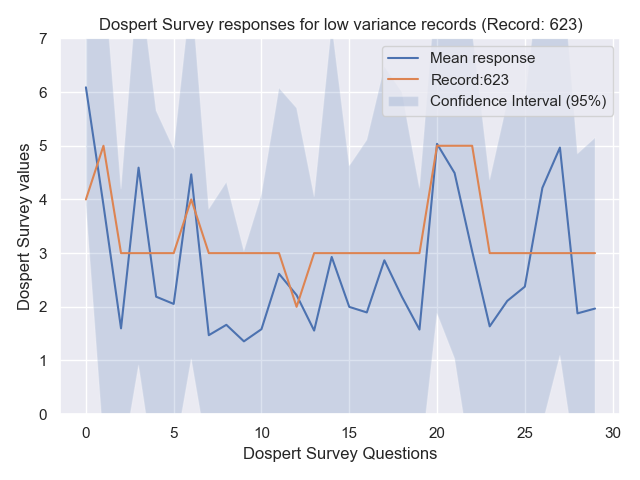 Dospert Survey responses for low variance records (Record: 623)
7
6
5
4
3
2
1
0
Dospert Survey values
Mean response
Record:623
Confidence Interval (95%)
0 5 10 15 20 25 30
Dospert Survey Questions